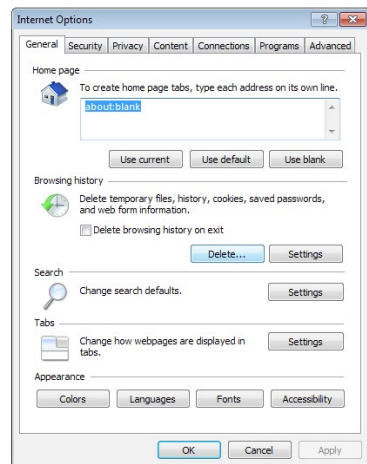 Internet Options
General Security Privacy Content Connections Programs Advanced
Home page
To create home page tabs, type each address on its own line.
about:blank
Use current Use default Use blank
Browsing history
Delete temporary files, history, cookies, saved passwords,
and web form information.
Delete browsing history on exit
Delete... Settings
Search
Change search defaults. Settings
Tabs
Change how webpages are displayed in
tabs. Settings
Appearance
Colors Languages Fonts Accessibility
OK Cancel Apply